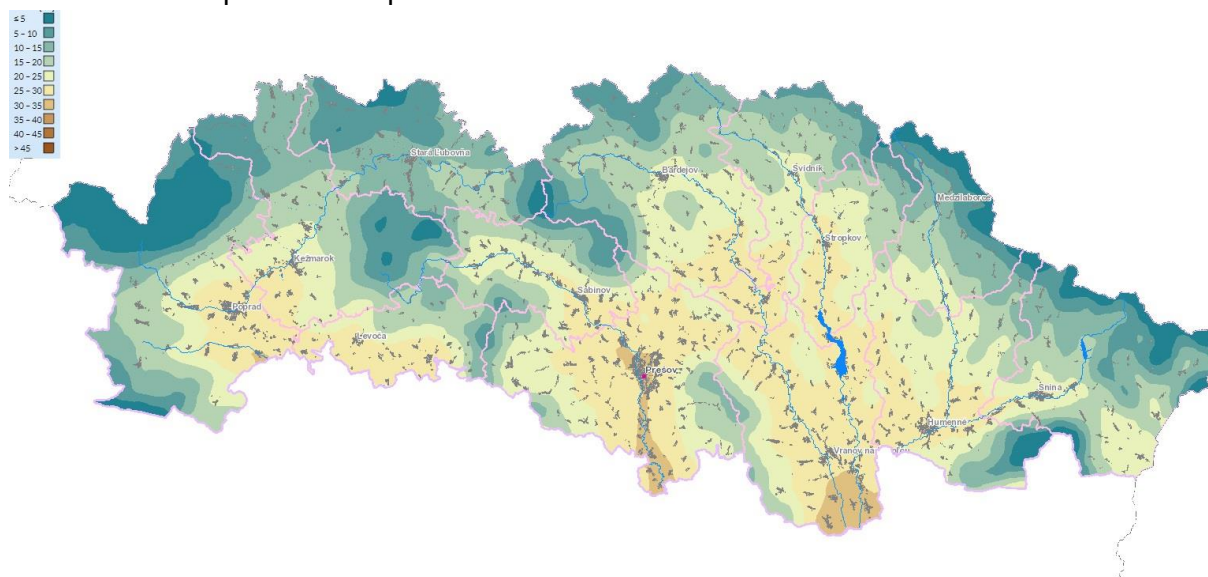 ≤ 5
5 – 10
10 – 15
15 – 20
20 – 25
25 – 30
30 – 35
35 – 40
40 – 45
> 45
Stará Ľubovňa
Bardejov
Svidník
Medzilaborce
Stropkov
Kežmarok
Sabinov
Poprad
Levoča
Prešov
Snina
Humenné
Vranov na